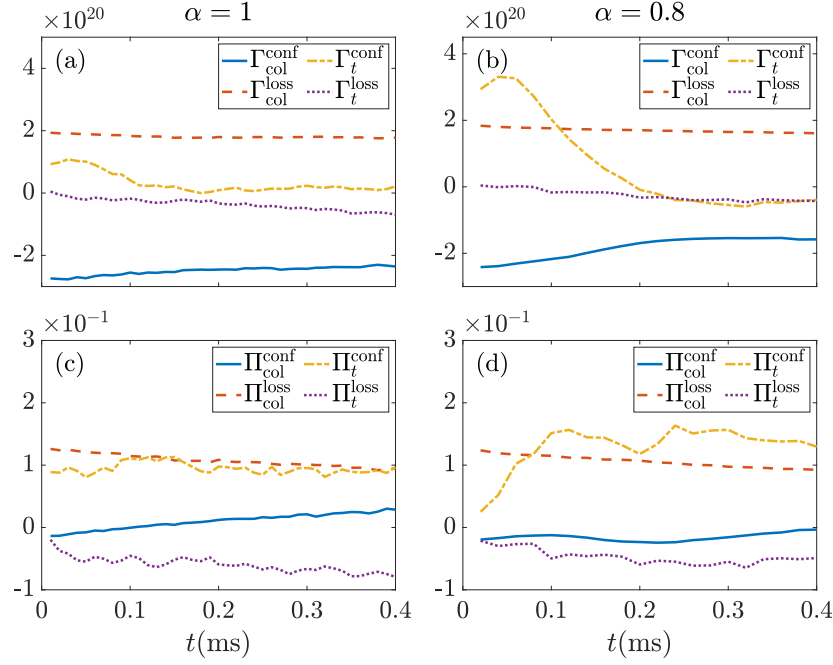 α = 1
α = 0.8
×10²⁰
×10²⁰
(a)
Γ_col^conf Γ_t^conf
Γ_col^loss Γ_t^loss
4
2
0
-2
(b)
Γ_col^conf Γ_t^conf
Γ_col^loss Γ_t^loss
4
2
0
-2
×10⁻¹
×10⁻¹
(c)
Π_col^conf Π_t^conf
Π_col^loss Π_t^loss
3
2
1
0
-1
0 0.1 0.2 0.3 0.4
t(ms)
(d)
Π_col^conf Π_t^conf
Π_col^loss Π_t^loss
3
2
1
0
-1
0 0.1 0.2 0.3 0.4
t(ms)